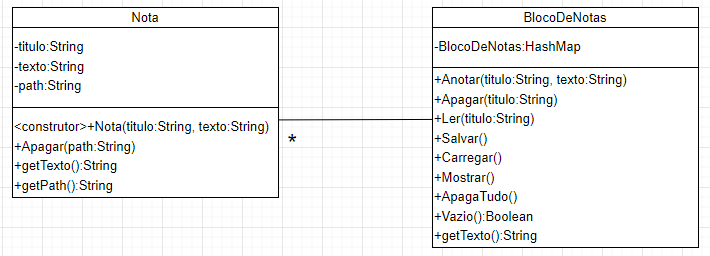 Nota
-titulo:String
-texto:String
-path:String
<construtor>+Nota(titulo:String, texto:String)
+Apagar(path:String)
+getTexto():String
+getPath():String
*
BlocoDeNotas
-BlocoDeNotas:HashMap
+Anotar(titulo:String, texto:String)
+Apagar(titulo:String)
+Ler(titulo:String)
+Salvar()
+Carregar()
+Mostrar()
+ApagaTudo()
+Vazio():Boolean
+getTexto():String